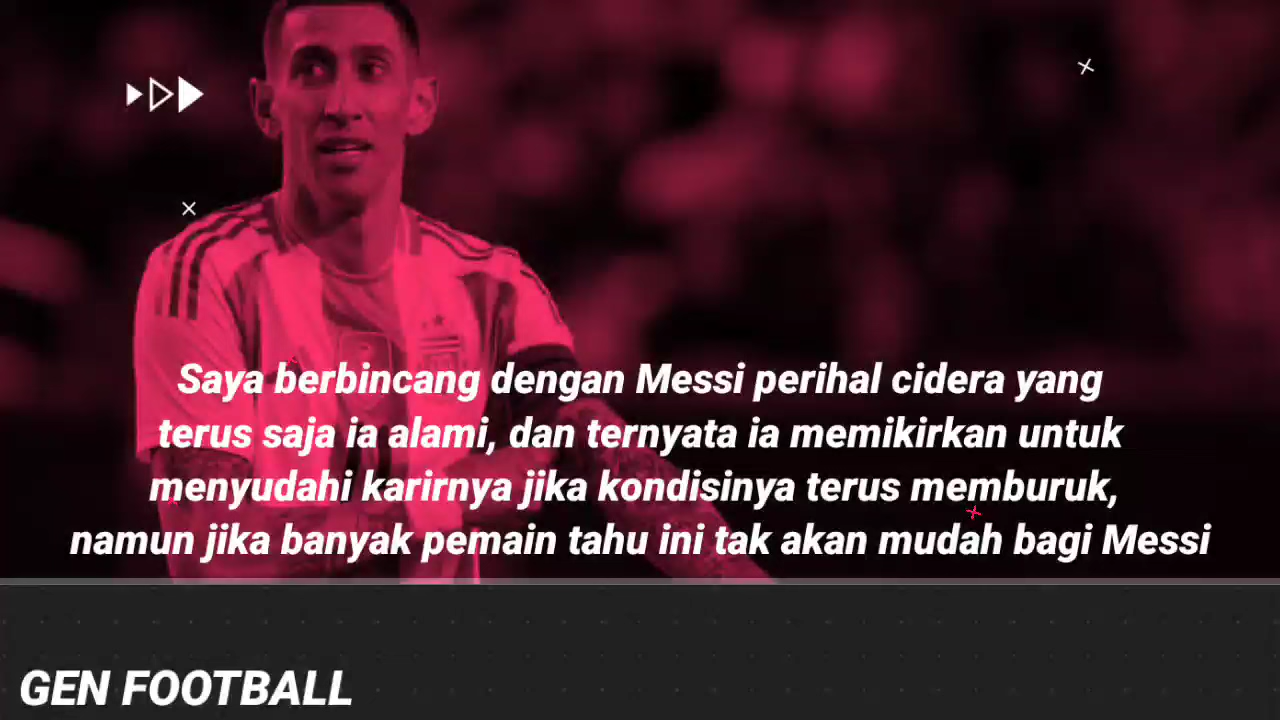 Saya berbincang dengan Messi perihal cidera yang
terus saja ia alami, dan ternyata ia memikirkan untuk
menyudahi karirnya jika kondisinya terus memburuk,
namun jika banyak pemain tahu ini tak akan mudah bagi Messi
GEN FOOTBALL